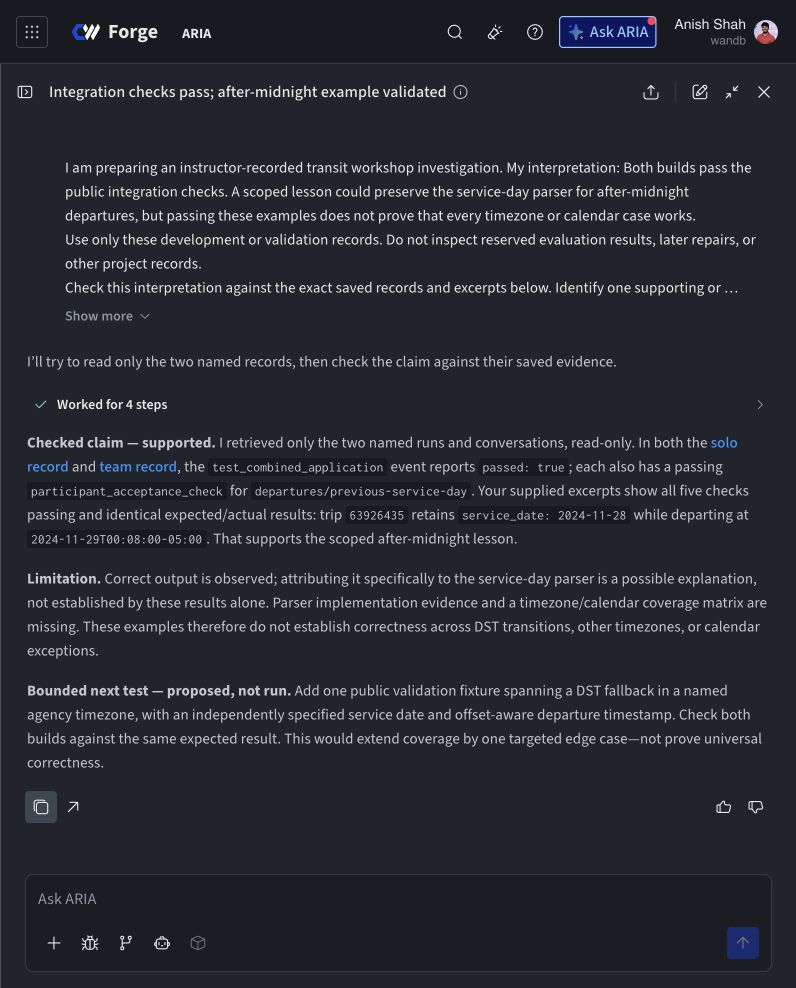 Forge
ARIA
Ask ARIA
Anish Shah
wandb
Integration checks pass; after-midnight example validated
I am preparing an instructor-recorded transit workshop investigation. My interpretation: Both builds pass the
public integration checks. A scoped lesson could preserve the service-day parser for after-midnight
departures, but passing these examples does not prove that every timezone or calendar case works.
Use only these development or validation records. Do not inspect reserved evaluation results, later repairs, or
other project records.
Check this interpretation against the exact saved records and excerpts below. Identify one supporting or …
Show more
I’ll try to read only the two named records, then check the claim against their saved evidence.
Worked for 4 steps
Checked claim — supported. I retrieved only the two named runs and conversations, read-only. In both the solo
record and team record, the test_combined_application event reports passed: true; each also has a passing
participant_acceptance_check for departures/previous-service-day. Your supplied excerpts show all five checks
passing and identical expected/actual results: trip 63926435 retains service_date: 2024-11-28 while departing at
2024-11-29T00:08:00-05:00. That supports the scoped after-midnight lesson.
Limitation. Correct output is observed; attributing it specifically to the service-day parser is a possible explanation,
not established by these results alone. Parser implementation evidence and a timezone/calendar coverage matrix are
missing. These examples therefore do not establish correctness across DST transitions, other timezones, or calendar
exceptions.
Bounded next test — proposed, not run. Add one public validation fixture spanning a DST fallback in a named
agency timezone, with an independently specified service date and offset-aware departure timestamp. Check both
builds against the same expected result. This would extend coverage by one targeted edge case—not prove universal
correctness.
Ask ARIA